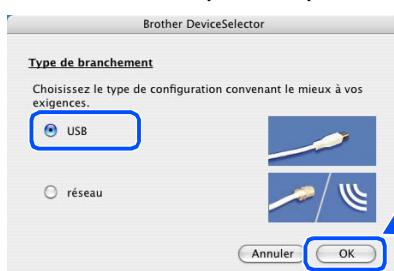 Brother DeviceSelector
Type de branchement
Choisissez le type de configuration convenant le mieux à vos
exigences.
USB
réseau
Annuler OK